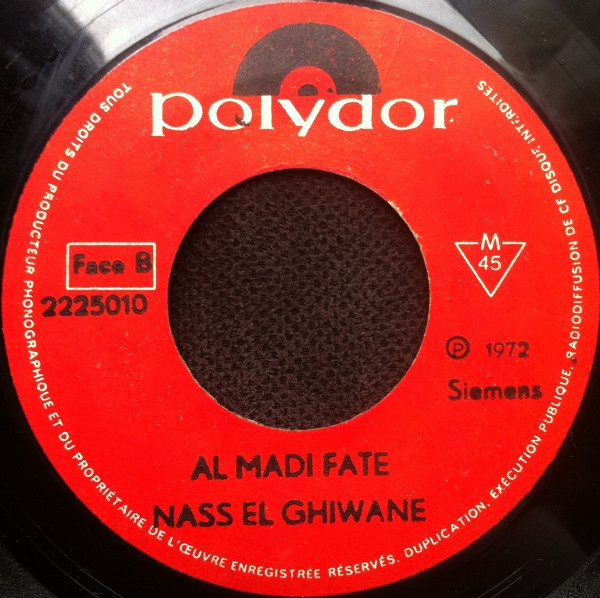 polydor
TOUS DROITS DU PRODUCTEUR PHONOGRAPHIQUE ET DU PROPRIÉTAIRE DE L'ŒUVRE ENREGISTRÉE RÉSERVÉS. DUPLICATION, EXÉCUTION PUBLIQUE, RADIODIFFUSION DE CE DISQUE INTERDITES
Face B
2225010
M
45
Ⓟ 1972
Siemens
AL MADI FATE
NASS EL GHIWANE